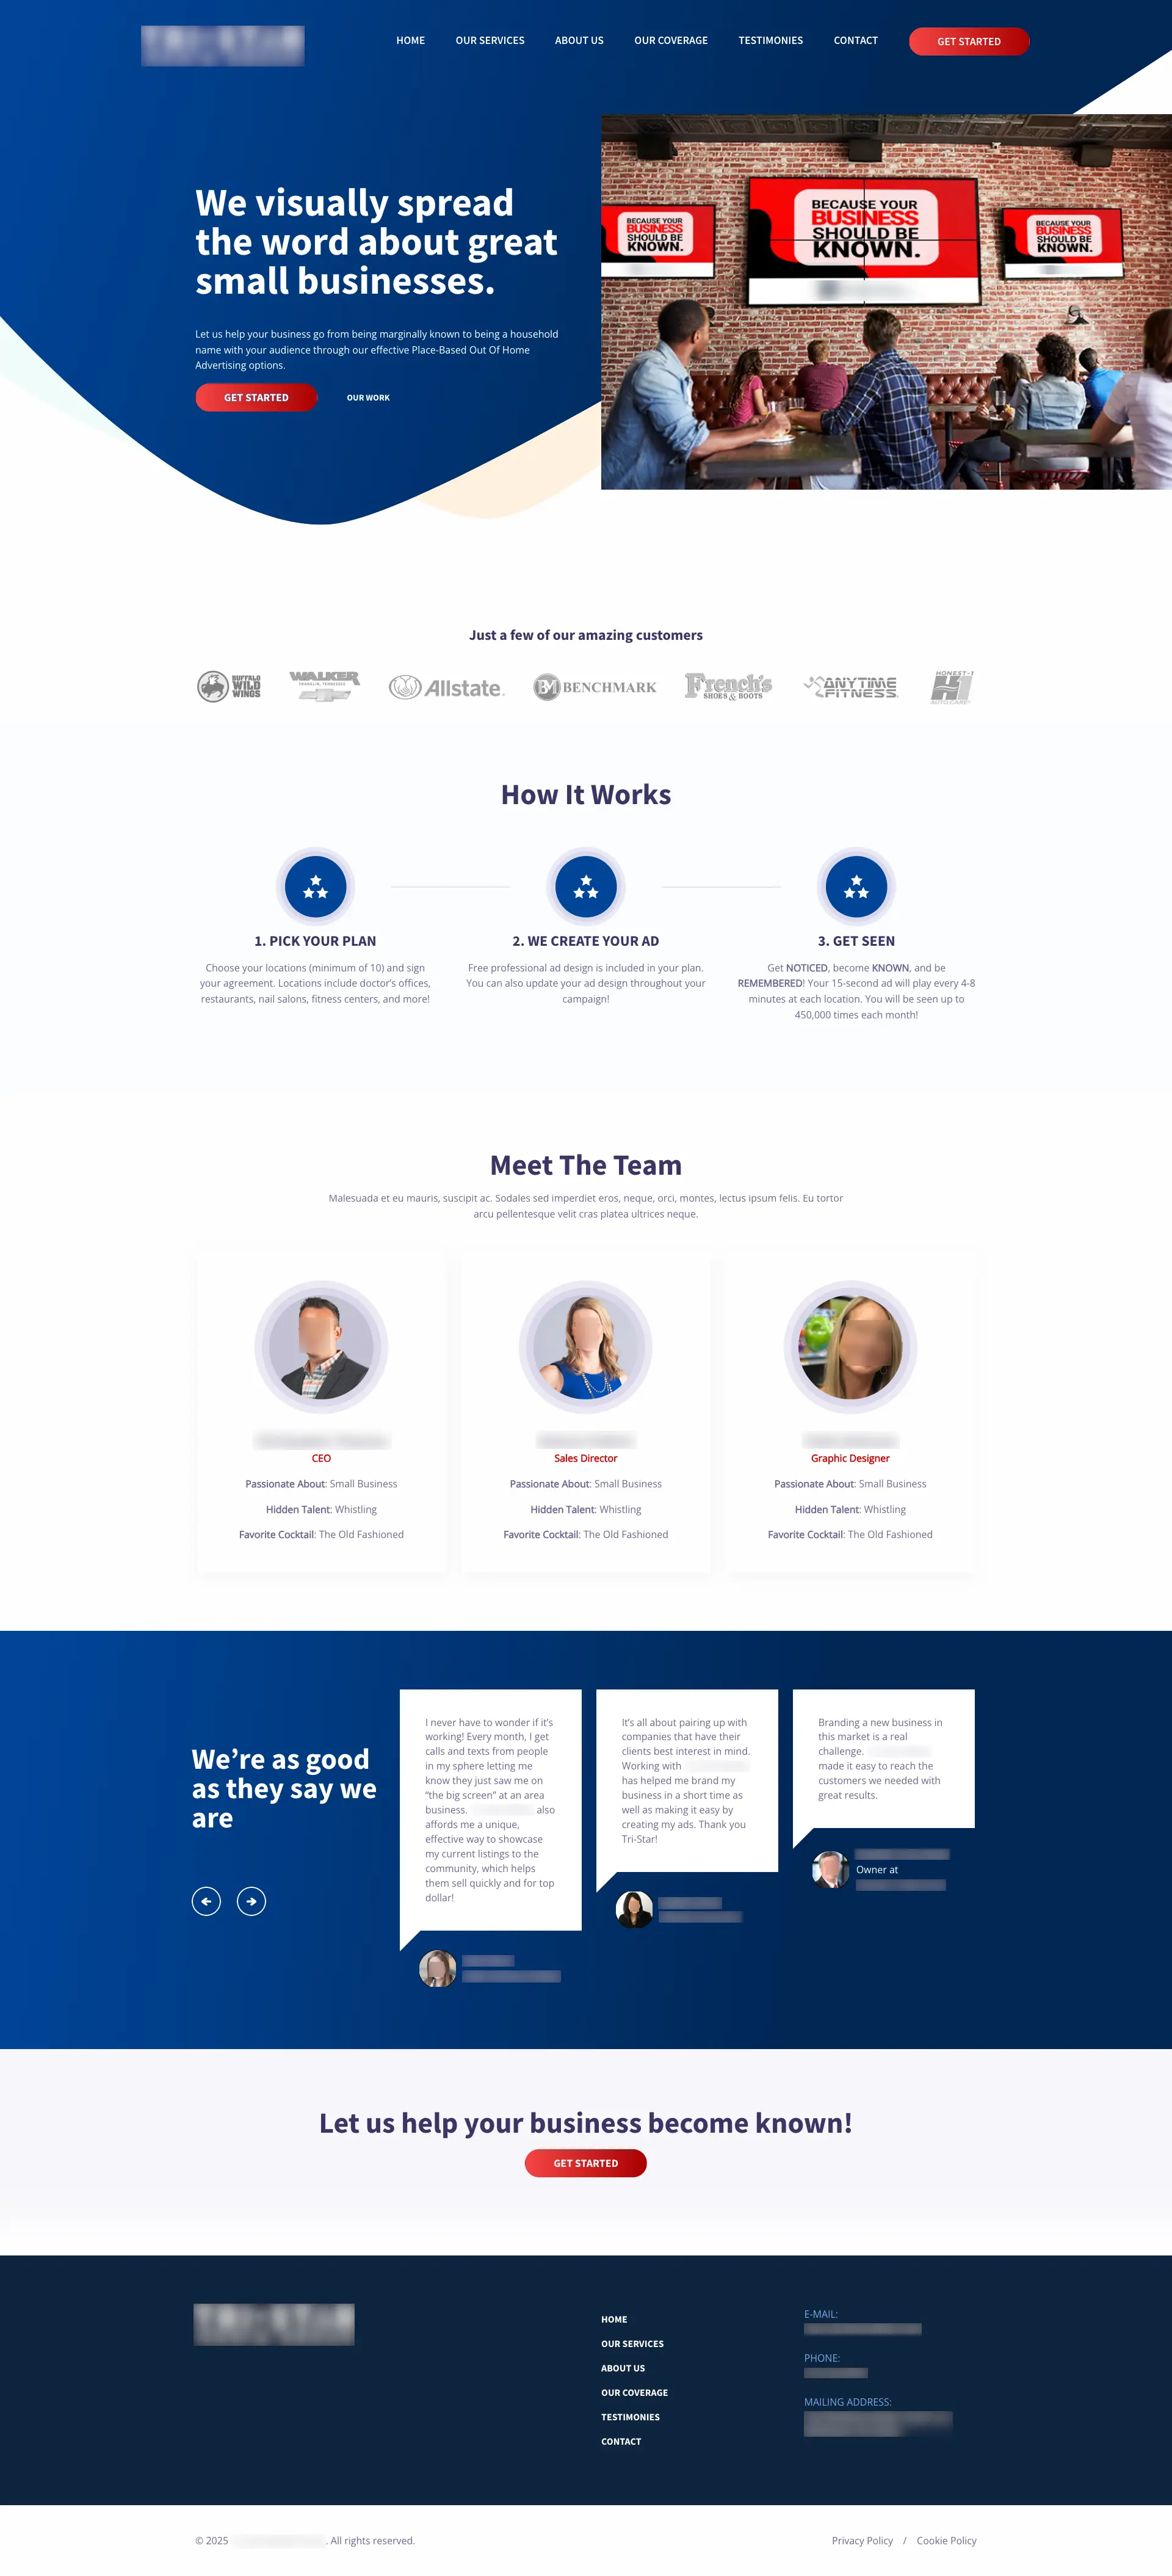 HOME OUR SERVICES ABOUT US OUR COVERAGE TESTIMONIES CONTACT GET STARTED
We visually spread
the word about great
small businesses.
Let us help your business go from being marginally known to being a household
name with your audience through our effective Place-Based Out Of Home
Advertising options.
GET STARTED OUR WORK
BECAUSE YOUR
BUSINESS
SHOULD BE
KNOWN.
BECAUSE YOUR
BUSINESS
SHOULD BE
KNOWN.
BECAUSE YOUR
BUSINESS
SHOULD BE
KNOWN.
Just a few of our amazing customers
BUFFALO
WILD
WINGS
WALKER
FRANKLIN, TENNESSEE
Allstate
BM BENCHMARK
French's
SHOES & BOOTS
ANYTIME
FITNESS
HONEST-1
H1
AUTO CARE
How It Works
1. PICK YOUR PLAN
Choose your locations (minimum of 10) and sign
your agreement. Locations include doctor's offices,
restaurants, nail salons, fitness centers, and more!
2. WE CREATE YOUR AD
Free professional ad design is included in your plan.
You can also update your ad design throughout your
campaign!
3. GET SEEN
Get NOTICED, become KNOWN, and be
REMEMBERED! Your 15-second ad will play every 4-8
minutes at each location. You will be seen up to
450,000 times each month!
Meet The Team
Malesuada et eu mauris, suscipit ac. Sodales sed imperdiet eros, neque, orci, montes, lectus ipsum felis. Eu tortor
arcu pellentesque velit cras platea ultrices neque.
CEO
Passionate About: Small Business
Hidden Talent: Whistling
Favorite Cocktail: The Old Fashioned
Sales Director
Passionate About: Small Business
Hidden Talent: Whistling
Favorite Cocktail: The Old Fashioned
Graphic Designer
Passionate About: Small Business
Hidden Talent: Whistling
Favorite Cocktail: The Old Fashioned
We're as good
as they say we
are
I never have to wonder if it's
working! Every month, I get
calls and texts from people
in my sphere letting me
know they just saw me on
“the big screen” at an area
business. also
affords me a unique,
effective way to showcase
my current listings to the
community, which helps
them sell quickly and for top
dollar!
It's all about pairing up with
companies that have their
clients best interest in mind.
Working with
has helped me brand my
business in a short time as
well as making it easy by
creating my ads. Thank you
Tri-Star!
Branding a new business in
this market is a real
challenge.
made it easy to reach the
customers we needed with
great results.
Owner at
Let us help your business become known!
GET STARTED
HOME
OUR SERVICES
ABOUT US
OUR COVERAGE
TESTIMONIES
CONTACT
E-MAIL:
PHONE:
MAILING ADDRESS:
© 2025 . All rights reserved.
Privacy Policy / Cookie Policy